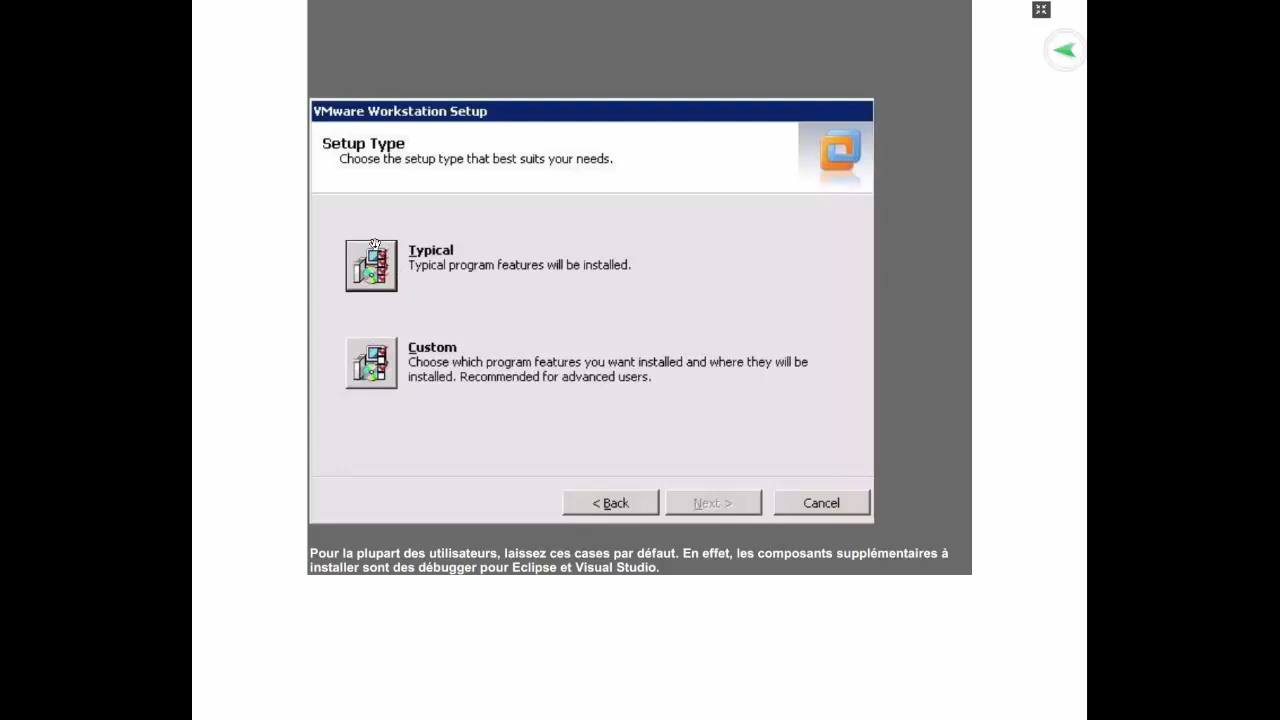 VMware Workstation Setup
Setup Type
Choose the setup type that best suits your needs.
Typical
Typical program features will be installed.
Custom
Choose which program features you want installed and where they will be
installed. Recommended for advanced users.
< Back
Next >
Cancel
Pour la plupart des utilisateurs, laissez ces cases par défaut. En effet, les composants supplémentaires à
installer sont des débugger pour Eclipse et Visual Studio.